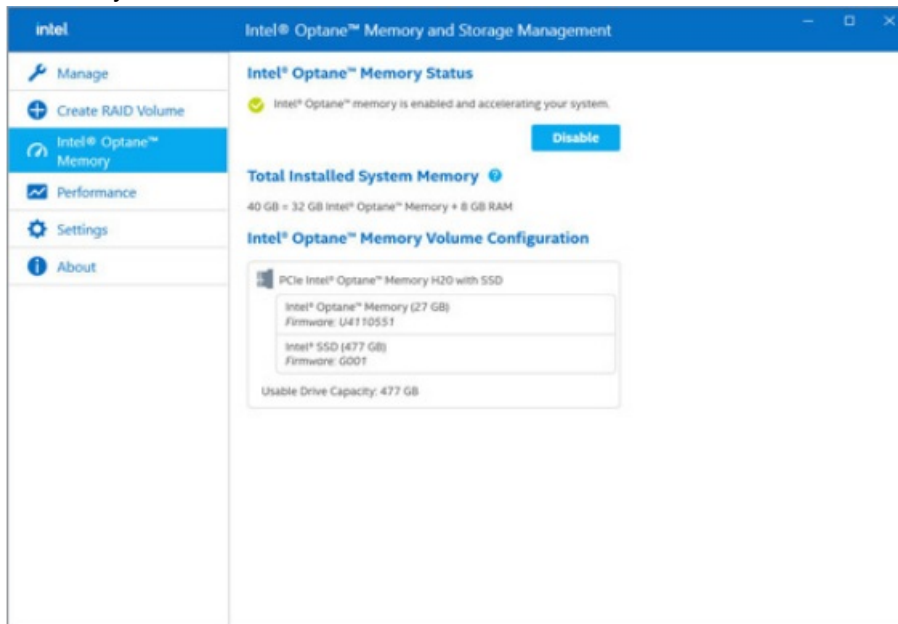 intel
Intel® Optane™ Memory and Storage Management
Manage
Create RAID Volume
Intel® Optane™
Memory
Performance
Settings
About
Intel® Optane™ Memory Status
Intel® Optane™ memory is enabled and accelerating your system.
Disable
Total Installed System Memory ?
40 GB = 32 GB Intel® Optane™ Memory + 8 GB RAM
Intel® Optane™ Memory Volume Configuration
PCIe Intel® Optane™ Memory H20 with SSD
Intel® Optane™ Memory (27 GB)
Firmware: U4110551
Intel® SSD (477 GB)
Firmware: G001
Usable Drive Capacity: 477 GB